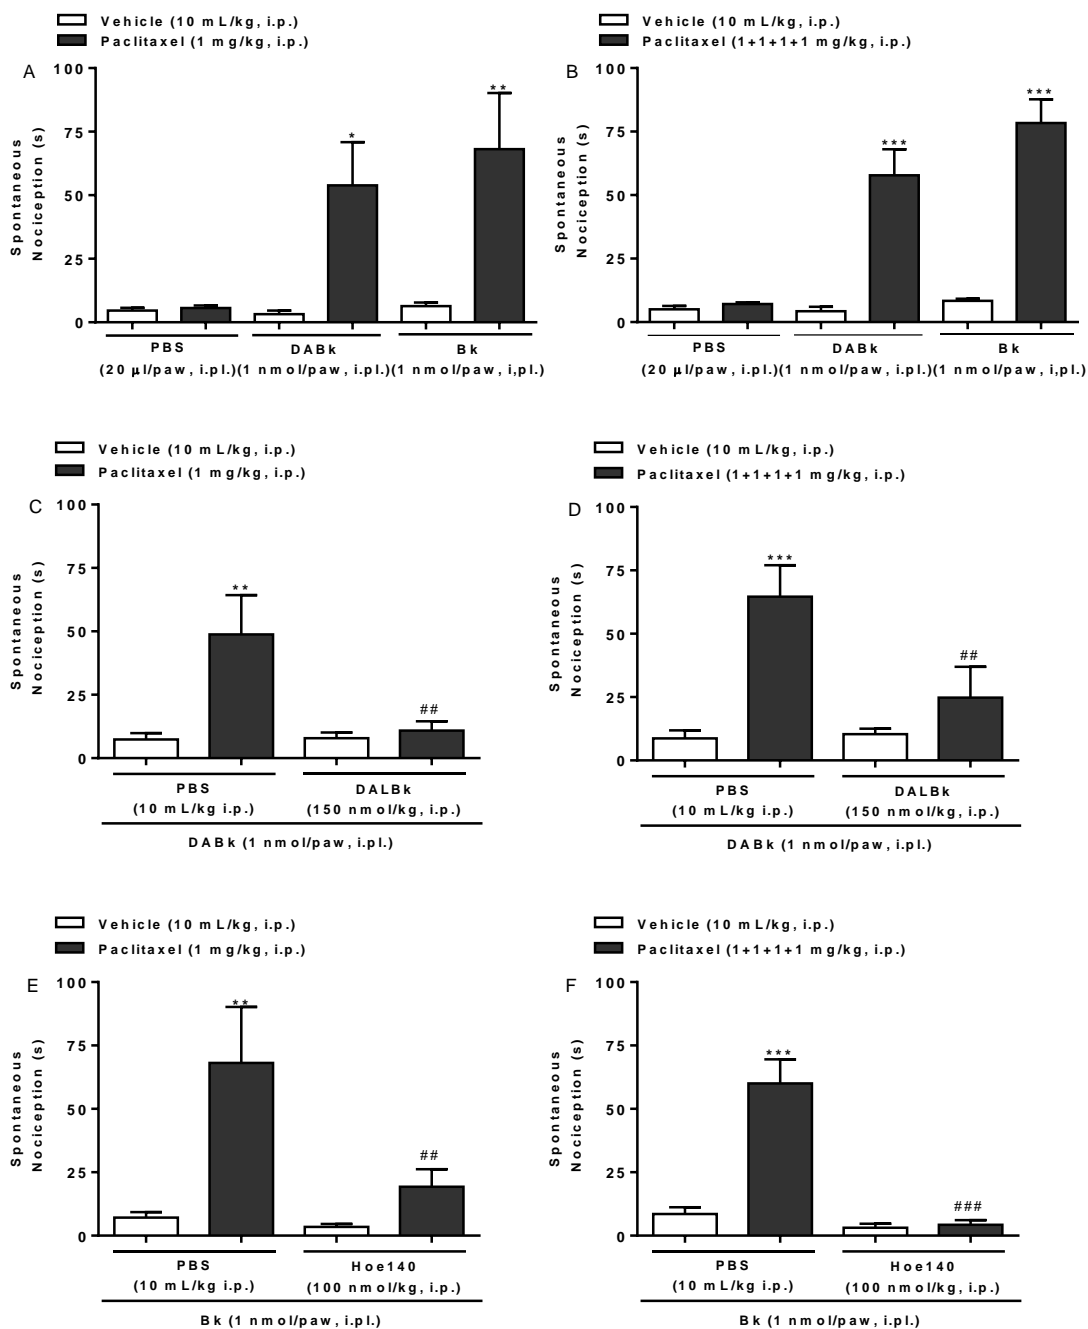 Vehicle (10 mL/kg, i.p.)
Paclitaxel (1 mg/kg, i.p.)
A
100
75
50
25
0
Spontaneous
Nociception (s)
*
**
PBS
DABk
Bk
(20 µl/paw, i.p.l.)(1 nmol/paw, i.pl.)(1 nmol/paw, i,pl.)
Vehicle (10 mL/kg, i.p.)
Paclitaxel (1+1+1+1 mg/kg, i.p.)
B
100
75
50
25
0
Spontaneous
Nociception (s)
***
***
PBS
DABk
Bk
(20 µl/paw, i.p.l.)(1 nmol/paw, i.pl.)(1 nmol/paw, i,pl.)
Vehicle (10 mL/kg, i.p.)
Paclitaxel (1 mg/kg, i.p.)
C
100
75
50
25
0
Spontaneous
Nociception (s)
**
##
PBS
DALBk
(10 mL/kg i.p.)
(150 nmol/kg, i.p.)
DABk (1 nmol/paw, i.pl.)
Vehicle (10 mL/kg, i.p.)
Paclitaxel (1+1+1+1 mg/kg, i.p.)
D
100
75
50
25
0
Spontaneous
Nociception (s)
***
##
PBS
DALBk
(10 mL/kg i.p.)
(150 nmol/kg, i.p.)
DABk (1 nmol/paw, i.pl.)
Vehicle (10 mL/kg, i.p.)
Paclitaxel (1 mg/kg, i.p.)
E
100
75
50
25
0
Spontaneous
Nociception (s)
**
##
PBS
Hoe140
(10 mL/kg i.p.)
(100 nmol/kg, i.p.)
Bk (1 nmol/paw, i.pl.)
Vehicle (10 mL/kg, i.p.)
Paclitaxel (1+1+1+1 mg/kg, i.p.)
F
100
75
50
25
0
Spontaneous
Nociception (s)
***
###
PBS
Hoe140
(10 mL/kg i.p.)
(100 nmol/kg, i.p.)
Bk (1 nmol/paw, i.pl.)